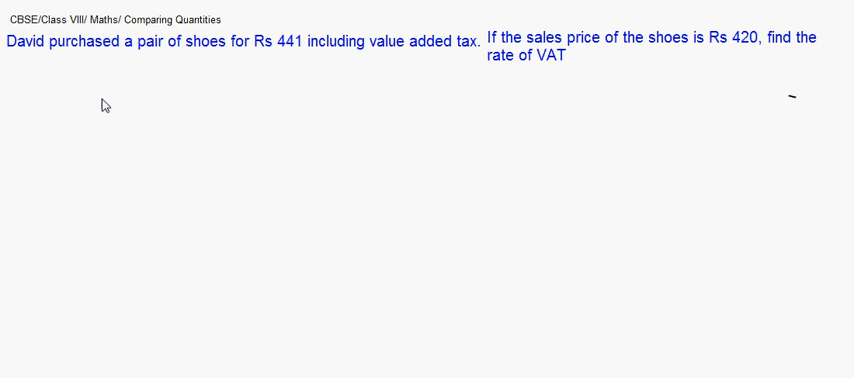 CBSE/Class VIII/ Maths/ Comparing Quantities
David purchased a pair of shoes for Rs 441 including value added tax. If the sales price of the shoes is Rs 420, find the
rate of VAT